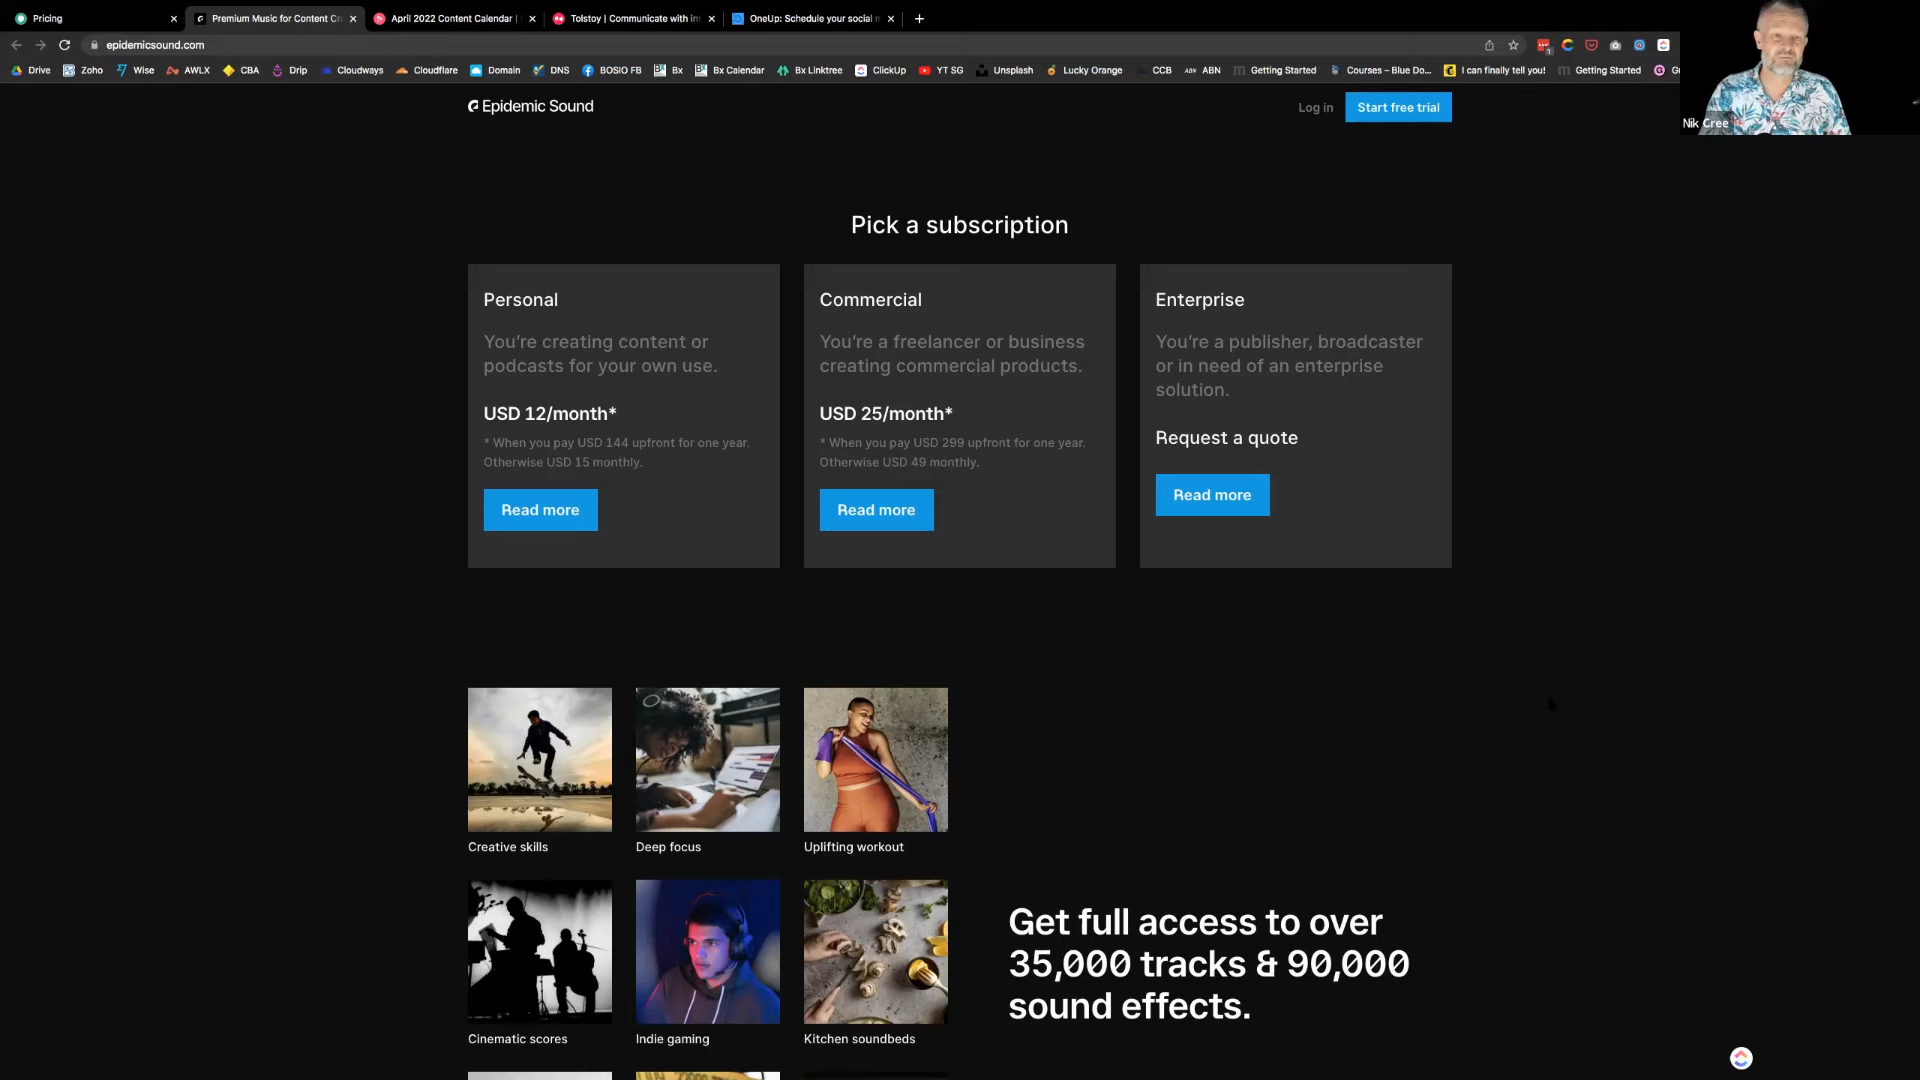 Pricing
Premium Music for Content Cr
April 2022 Content Calendar |
Tolstoy | Communicate with int
OneUp: Schedule your social m
epidemicsound.com
Drive
Zoho
Wise
AWLX
CBA
Drip
Cloudways
Cloudflare
Domain
DNS
BOSIO FB
Bx
Bx Calendar
Bx Linktree
ClickUp
YT SG
Unsplash
Lucky Orange
CCB
ABN ABN
Getting Started
Courses – Blue Do...
I can finally tell you!
Getting Started
Nik Cree
Epidemic Sound
Log in
Start free trial
Pick a subscription
Personal
You're creating content or
podcasts for your own use.
USD 12/month*
* When you pay USD 144 upfront for one year.
Otherwise USD 15 monthly.
Read more
Commercial
You're a freelancer or business
creating commercial products.
USD 25/month*
* When you pay USD 299 upfront for one year.
Otherwise USD 49 monthly.
Read more
Enterprise
You're a publisher, broadcaster
or in need of an enterprise
solution.
Request a quote
Read more
Creative skills
Deep focus
Uplifting workout
Cinematic scores
Indie gaming
Kitchen soundbeds
Get full access to over
35,000 tracks & 90,000
sound effects.